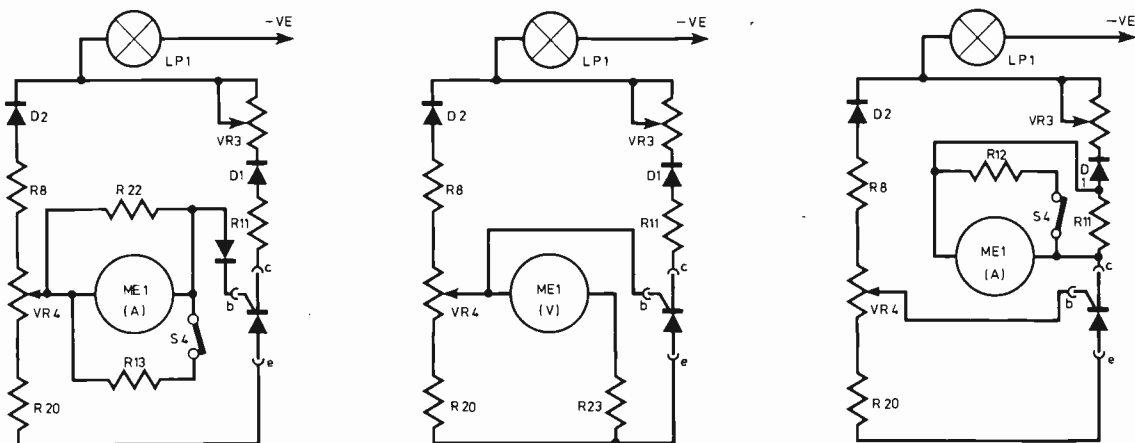 -VE
LP1
D2
VR3
D1
R8
R22
R11
c
ME1
(A)
b
VR4
S4
e
R13
R20
-VE
LP1
D2
VR3
D1
R8
R11
c
ME1
(V)
b
VR4
e
R20
R23
-VE
LP1
D2
VR3
R12
D1
R8
S4
R11
ME1
(A)
c
b
VR4
e
R20